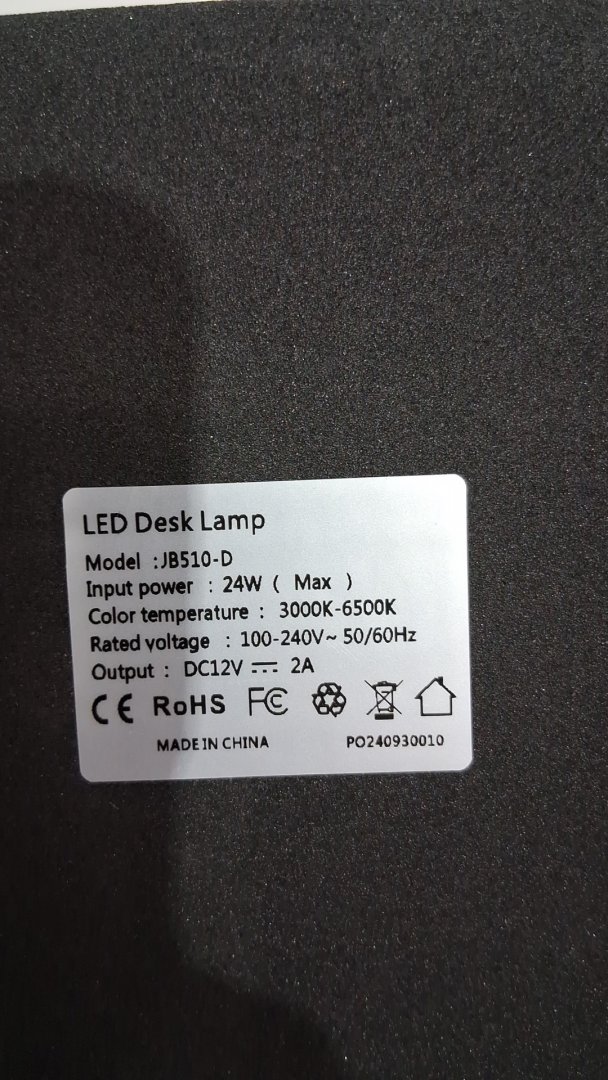 LED Desk Lamp
Model :JB510-D
Input power : 24W ( Max )
Color temperature : 3000K-6500K
Rated voltage : 100-240V~ 50/60Hz
Output : DC12V ⎓ 2A
CE RoHS FC
MADE IN CHINA PO240930010